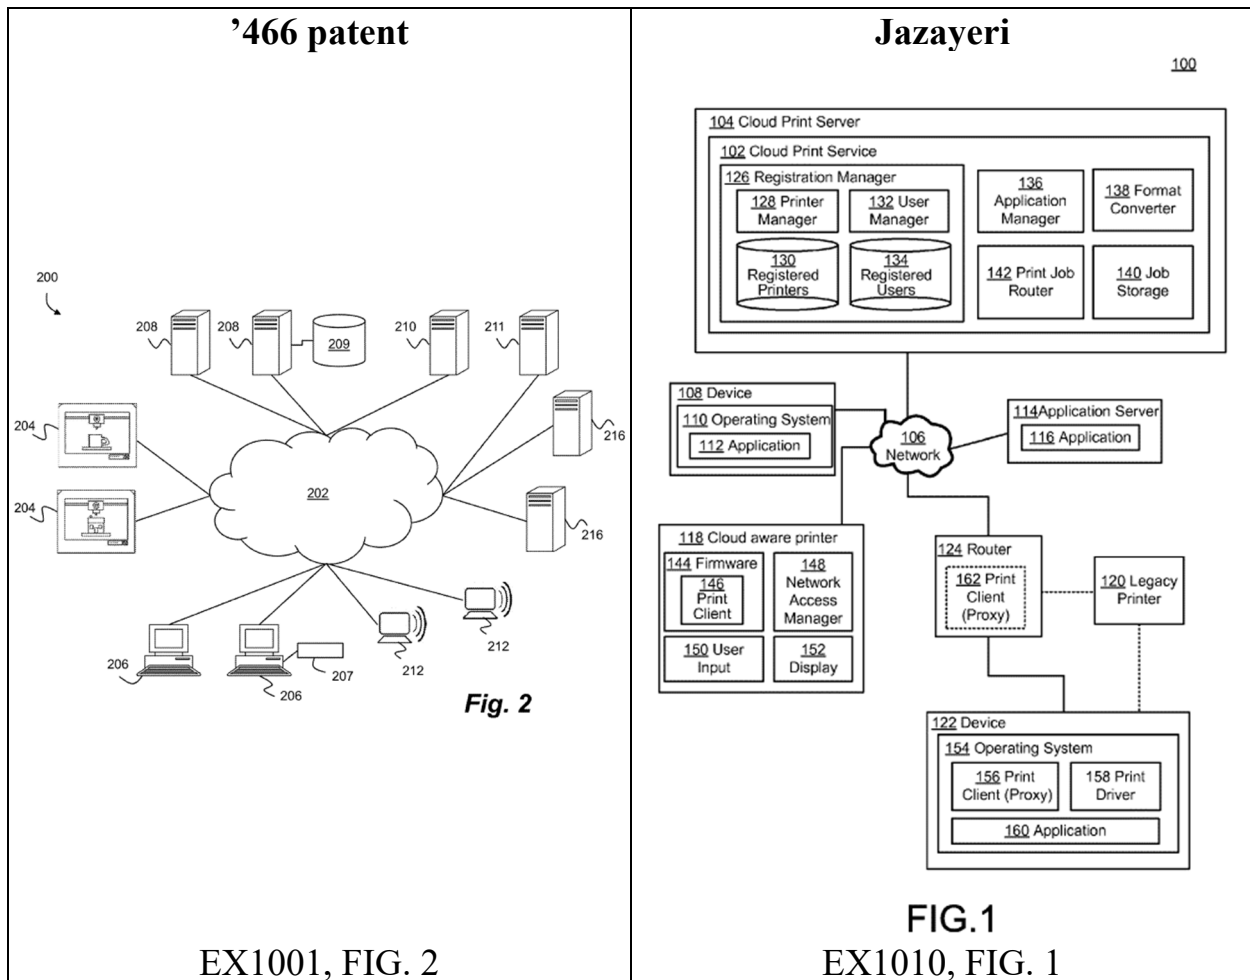 ’466 patent
200
208
208
209
210
211
204
216
202
204
216
212
212
206
207
206
Fig. 2
EX1001, FIG. 2
Jazayeri
100
104 Cloud Print Server
102 Cloud Print Service
126 Registration Manager
128 Printer
Manager
132 User
Manager
136
Application
Manager
138 Format
Converter
130
Registered
Printers
134
Registered
Users
142 Print Job
Router
140 Job
Storage
108 Device
110 Operating System
112 Application
106
Network
114Application Server
116 Application
118 Cloud aware printer
144 Firmware
146
Print
Client
148
Network
Access
Manager
150 User
Input
152
Display
124 Router
162 Print
Client
(Proxy)
120 Legacy
Printer
122 Device
154 Operating System
156 Print
Client (Proxy)
158 Print
Driver
160 Application
FIG.1
EX1010, FIG. 1